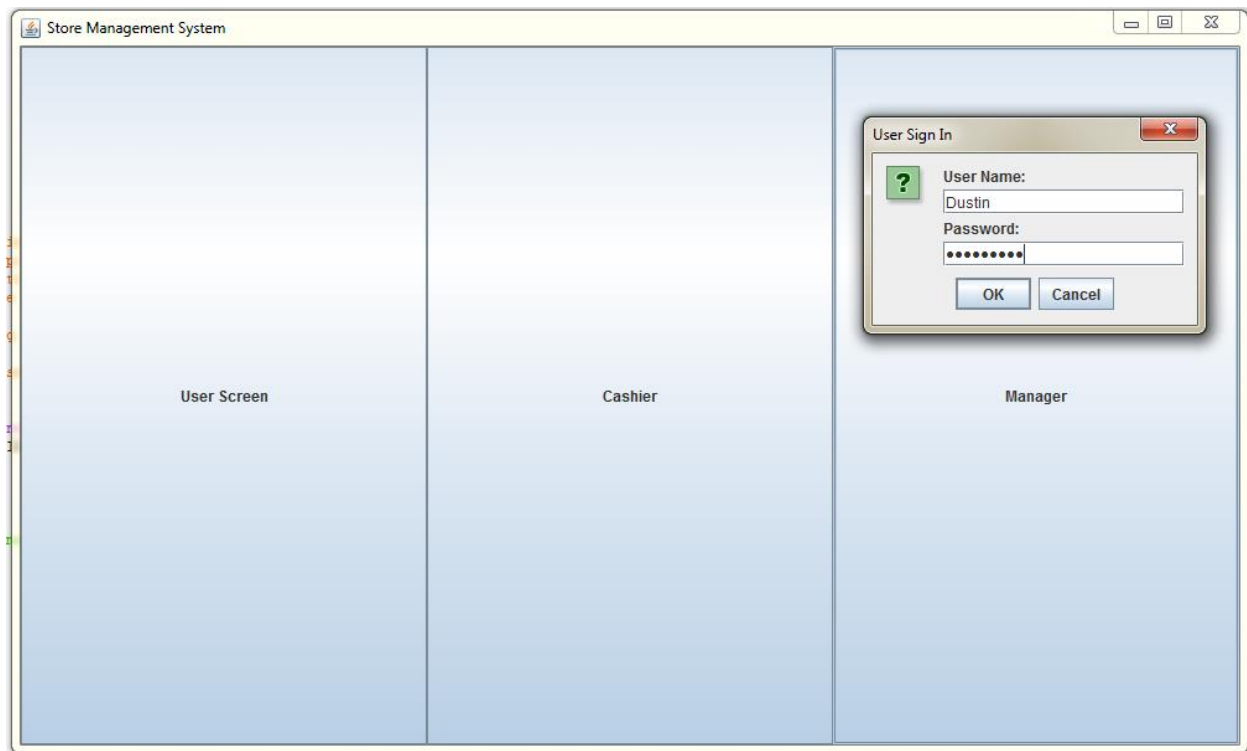 Store Management System
User Sign In
?
User Name:
Dustin
Password:
•••••••••
OK Cancel
User Screen Cashier Manager